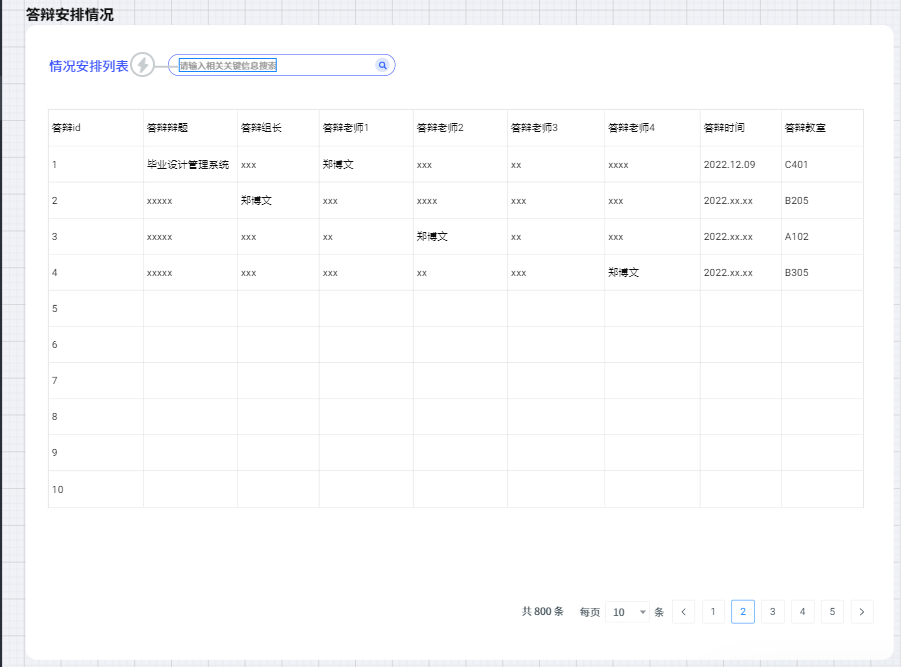 答辩安排情况
情况安排列表 请输入相关关键信息搜索
答辩id 答辩辩题 答辩组长 答辩老师1 答辩老师2 答辩老师3 答辩老师4 答辩时间 答辩教室
1 毕业设计管理系统 xxx 郑博文 xxx xx xxxx 2022.12.09 C401
2 xxxxx 郑博文 xxx xxxx xxx xxx 2022.xx.xx B205
3 xxxxx xxx xx 郑博文 xx xxx 2022.xx.xx A102
4 xxxxx xxx xxx xx xxx 郑博文 2022.xx.xx B305
5
6
7
8
9
10
共 800 条 每页 10 条 1 2 3 4 5